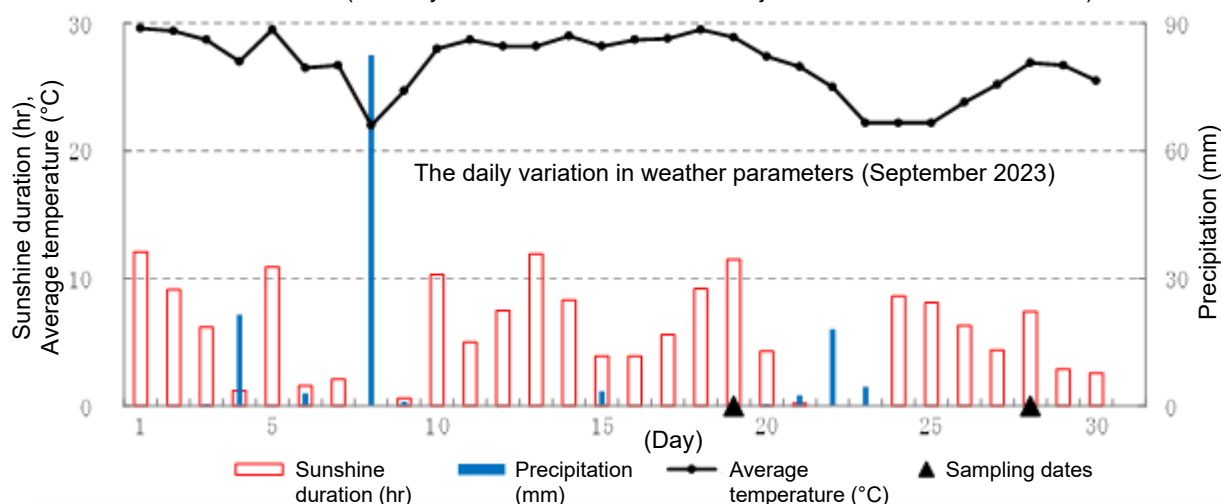 30
90
20
60
10
30
0
0
Sunshine duration (hr),
Average temperature (°C)
The daily variation in weather parameters (September 2023)
Precipitation (mm)
1
5
10
15
20
25
30
(Day)
Sunshine
duration (hr)
Precipitation
(mm)
Average
temperature (°C)
Sampling dates